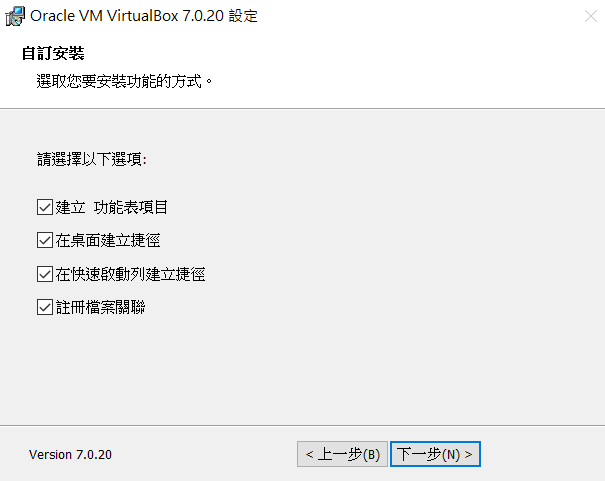 Oracle VM VirtualBox 7.0.20 設定
自訂安裝
選取您要安裝功能的方式。
請選擇以下選項:
建立 功能表項目
在桌面建立捷徑
在快速啟動列建立捷徑
註冊檔案關聯
Version 7.0.20
< 上一步(B)
下一步(N) >